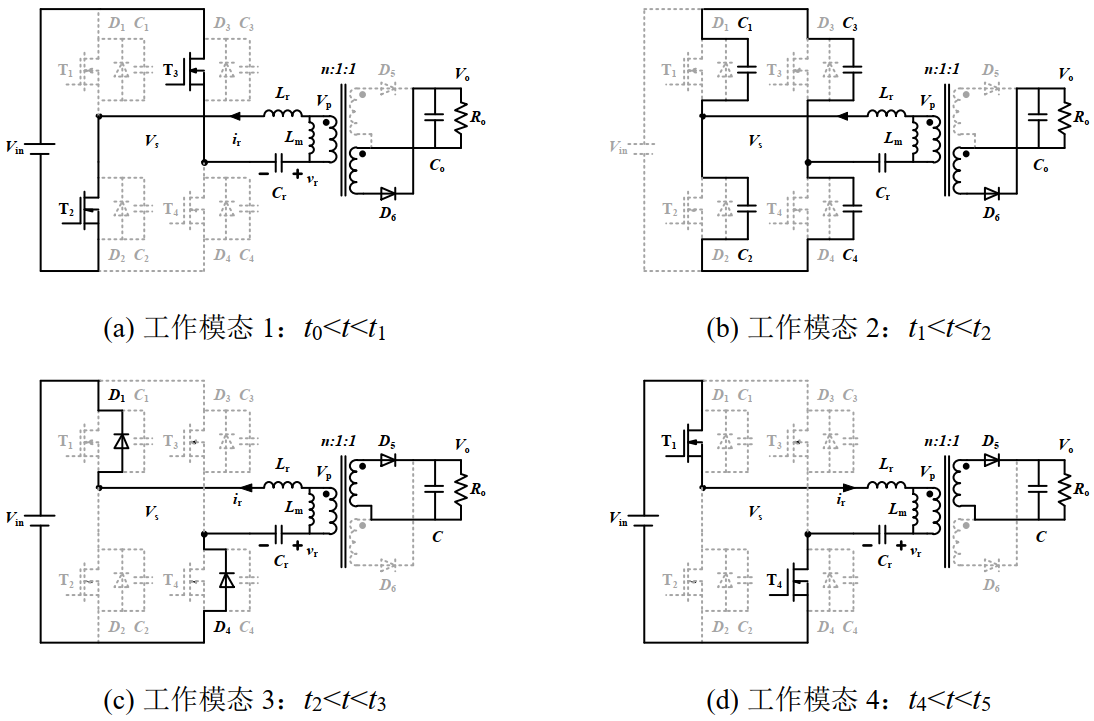 D1 C1 D3 C3
T1 T3
n:1:1 D5 Vo
Lr Vp
Vin Vs ir Lm Ro
Cr vr Co
T2 T4 D6
D2 C2 D4 C4
(a) 工作模态 1：t0<t<t1
D1 C1 D3 C3
T1 T3
n:1:1 D5 Vo
Lr Vp
Vin Vs Lm Ro
Cr Co
T2 T4 D6
D2 C2 D4 C4
(b) 工作模态 2：t1<t<t2
D1 C1 D3 C3
T1 T3
n:1:1 D5 Vo
Lr Vp
Vin Vs ir Lm Ro
Cr vr C
T2 T4 D6
D2 C2 D4 C4
(c) 工作模态 3：t2<t<t3
D1 C1 D3 C3
T1 T3
n:1:1 D5 Vo
Lr Vp
Vin Vs ir Lm Ro
Cr vr C
T2 T4 D6
D2 C2 D4 C4
(d) 工作模态 4：t4<t<t5